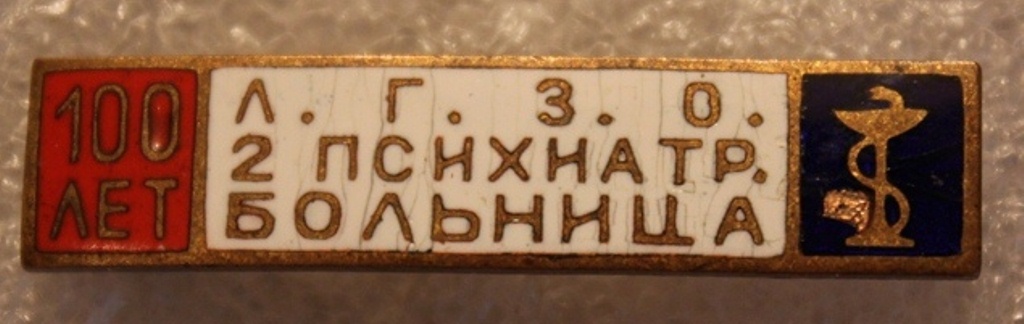 100
ЛЕТ
Л. Г. З. О.
2 ПСИХИАТР.
БОЛЬНИЦА